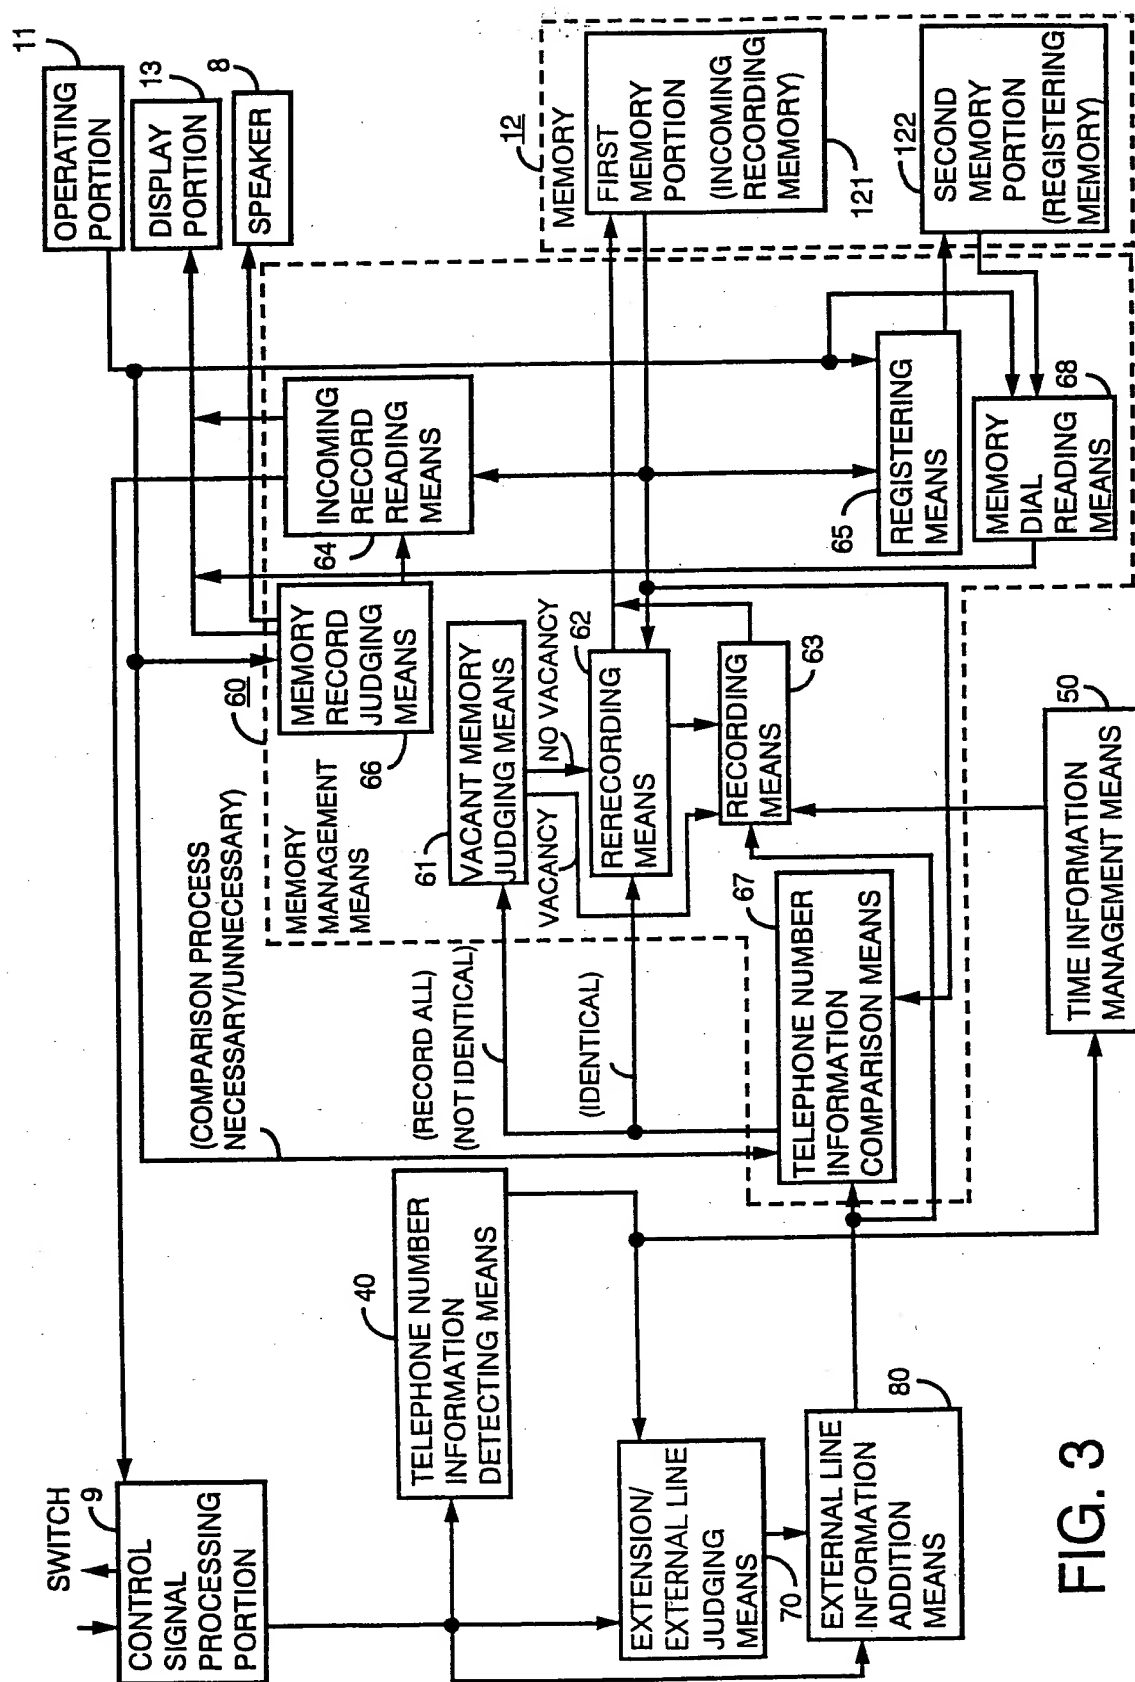 SWITCH
9
CONTROL
SIGNAL
PROCESSING
PORTION
(COMPARISON PROCESS
NECESSARY/UNNECESSARY)
OPERATING
PORTION
11
DISPLAY
PORTION
13
SPEAKER
8
60
MEMORY
MANAGEMENT
MEANS
MEMORY
RECORD
JUDGING
MEANS
66
INCOMING
RECORD
READING
MEANS
64
12
MEMORY
FIRST
MEMORY
PORTION
(INCOMING
RECORDING
MEMORY)
121
122
SECOND
MEMORY
PORTION
(REGISTERING
MEMORY)
40
TELEPHONE NUMBER
INFORMATION
DETECTING MEANS
(RECORD ALL)
(NOT IDENTICAL)
(IDENTICAL)
61
VACANT MEMORY
JUDGING MEANS
VACANCY
NO VACANCY
62
RERECORDING
MEANS
RECORDING
MEANS
63
65
REGISTERING
MEANS
MEMORY
DIAL
READING
MEANS
68
67
TELEPHONE NUMBER
INFORMATION
COMPARISON MEANS
EXTENSION/
EXTERNAL LINE
JUDGING
MEANS
70
EXTERNAL LINE
INFORMATION
ADDITION
MEANS
80
50
TIME INFORMATION
MANAGEMENT MEANS
FIG. 3